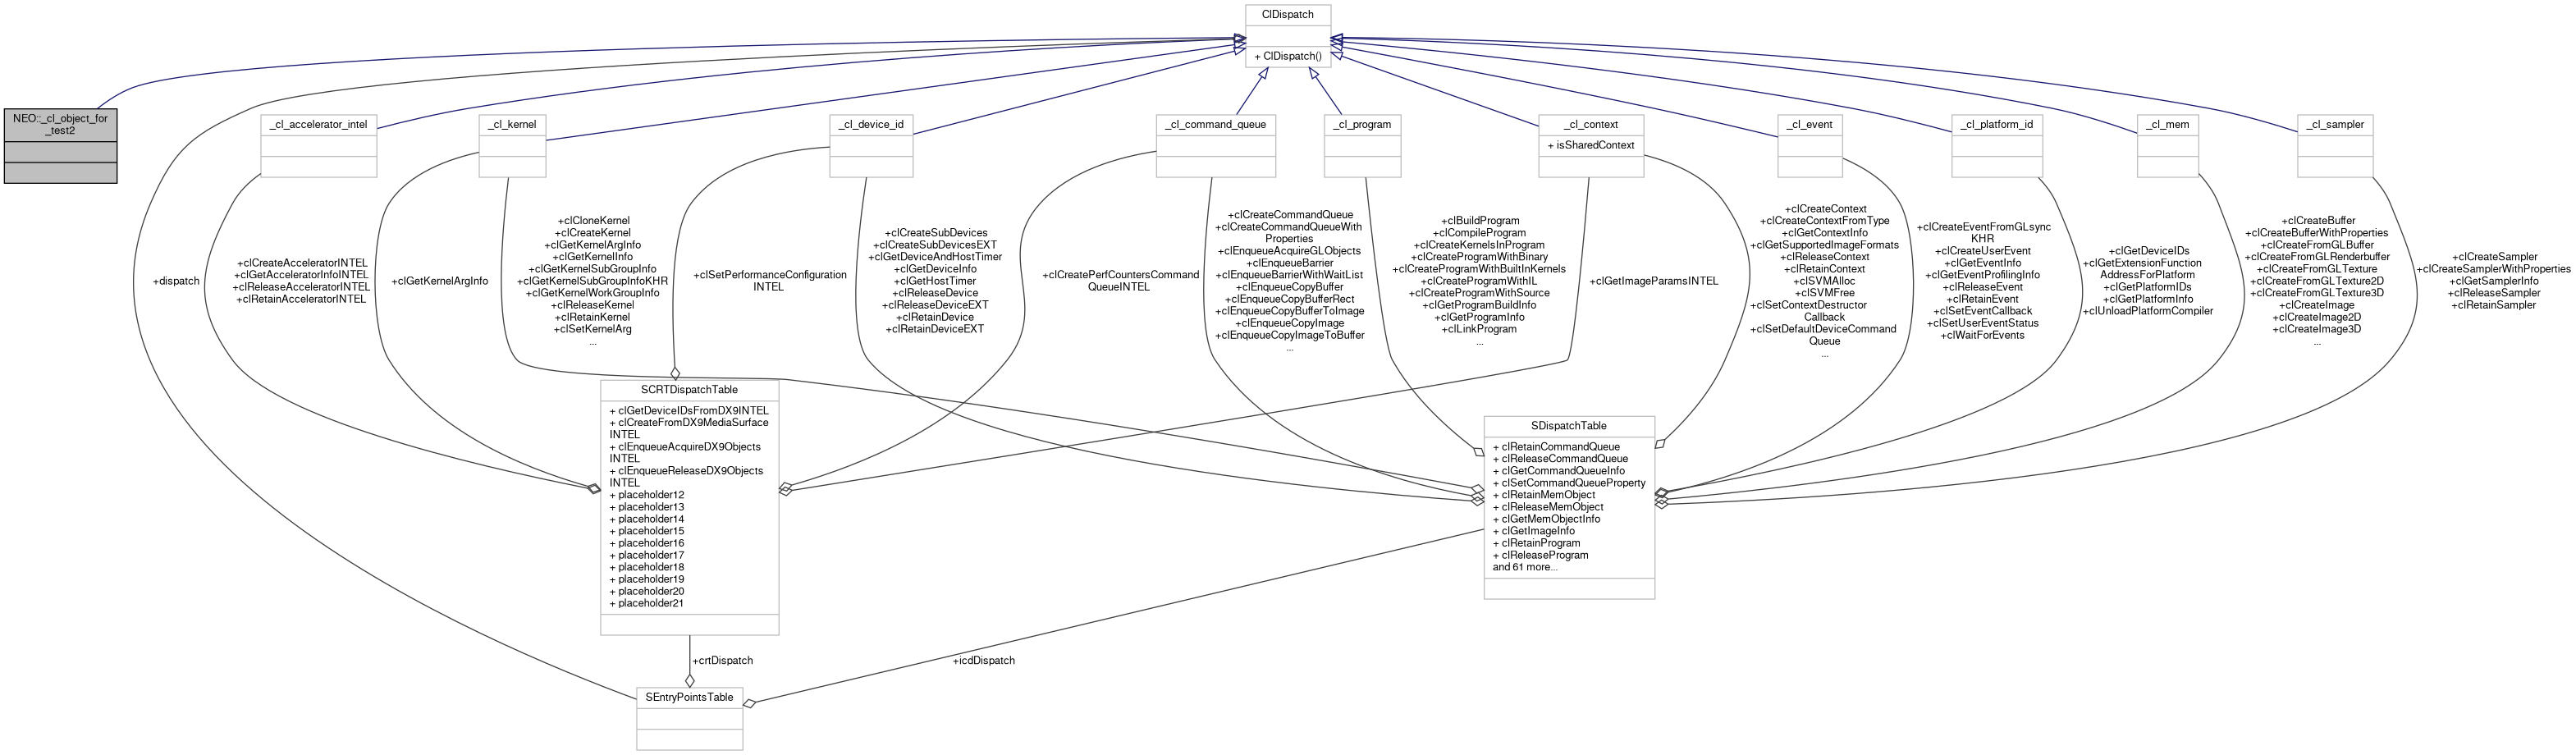 ClDispatch
+ ClDispatch()
NEO::_cl_object_for
_test2
_cl_accelerator_intel
_cl_kernel
_cl_device_id
_cl_command_queue
_cl_program
_cl_context
+ isSharedContext
_cl_event
_cl_platform_id
_cl_mem
_cl_sampler
+dispatch
+clCreateAcceleratorINTEL
+clGetAcceleratorInfoINTEL
+clReleaseAcceleratorINTEL
+clRetainAcceleratorINTEL
+clGetKernelArgInfo
+clCloneKernel
+clCreateKernel
+clGetKernelArgInfo
+clGetKernelInfo
+clGetKernelSubGroupInfo
+clGetKernelSubGroupInfoKHR
+clGetKernelWorkGroupInfo
+clReleaseKernel
+clRetainKernel
+clSetKernelArg
...
+clSetPerformanceConfiguration
INTEL
+clCreateSubDevices
+clCreateSubDevicesEXT
+clGetDeviceAndHostTimer
+clGetDeviceInfo
+clGetHostTimer
+clReleaseDevice
+clReleaseDeviceEXT
+clRetainDevice
+clRetainDeviceEXT
+clCreatePerfCountersCommand
QueueINTEL
+clCreateCommandQueue
+clCreateCommandQueueWith
Properties
+clEnqueueAcquireGLObjects
+clEnqueueBarrier
+clEnqueueBarrierWithWaitList
+clEnqueueCopyBuffer
+clEnqueueCopyBufferRect
+clEnqueueCopyBufferToImage
+clEnqueueCopyImage
+clEnqueueCopyImageToBuffer
...
+clBuildProgram
+clCompileProgram
+clCreateKernelsInProgram
+clCreateProgramWithBinary
+clCreateProgramWithBuiltInKernels
+clCreateProgramWithIL
+clCreateProgramWithSource
+clGetProgramBuildInfo
+clGetProgramInfo
+clLinkProgram
...
+clGetImageParamsINTEL
+clCreateContext
+clCreateContextFromType
+clGetContextInfo
+clGetSupportedImageFormats
+clReleaseContext
+clRetainContext
+clSVMAlloc
+clSVMFree
+clSetContextDestructor
Callback
+clSetDefaultDeviceCommand
Queue
...
+clCreateEventFromGLsync
KHR
+clCreateUserEvent
+clGetEventInfo
+clGetEventProfilingInfo
+clReleaseEvent
+clRetainEvent
+clSetEventCallback
+clSetUserEventStatus
+clWaitForEvents
+clGetDeviceIDs
+clGetExtensionFunction
AddressForPlatform
+clGetPlatformIDs
+clGetPlatformInfo
+clUnloadPlatformCompiler
+clCreateBuffer
+clCreateBufferWithProperties
+clCreateFromGLBuffer
+clCreateFromGLRenderbuffer
+clCreateFromGLTexture
+clCreateFromGLTexture2D
+clCreateFromGLTexture3D
+clCreateImage
+clCreateImage2D
+clCreateImage3D
...
+clCreateSampler
+clCreateSamplerWithProperties
+clGetSamplerInfo
+clReleaseSampler
+clRetainSampler
SCRTDispatchTable
+ clGetDeviceIDsFromDX9INTEL
+ clCreateFromDX9MediaSurface
INTEL
+ clEnqueueAcquireDX9Objects
INTEL
+ clEnqueueReleaseDX9Objects
INTEL
+ placeholder12
+ placeholder13
+ placeholder14
+ placeholder15
+ placeholder16
+ placeholder17
+ placeholder18
+ placeholder19
+ placeholder20
+ placeholder21
SDispatchTable
+ clRetainCommandQueue
+ clReleaseCommandQueue
+ clGetCommandQueueInfo
+ clSetCommandQueueProperty
+ clRetainMemObject
+ clReleaseMemObject
+ clGetMemObjectInfo
+ clGetImageInfo
+ clRetainProgram
+ clReleaseProgram
and 61 more...
+crtDispatch
+icdDispatch
SEntryPointsTable